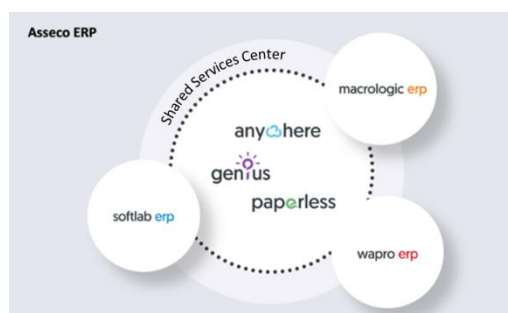 Asseco ERP
Shared Services Center
macrologic erp
anywhere
genius
paperless
softlab erp
wapro erp